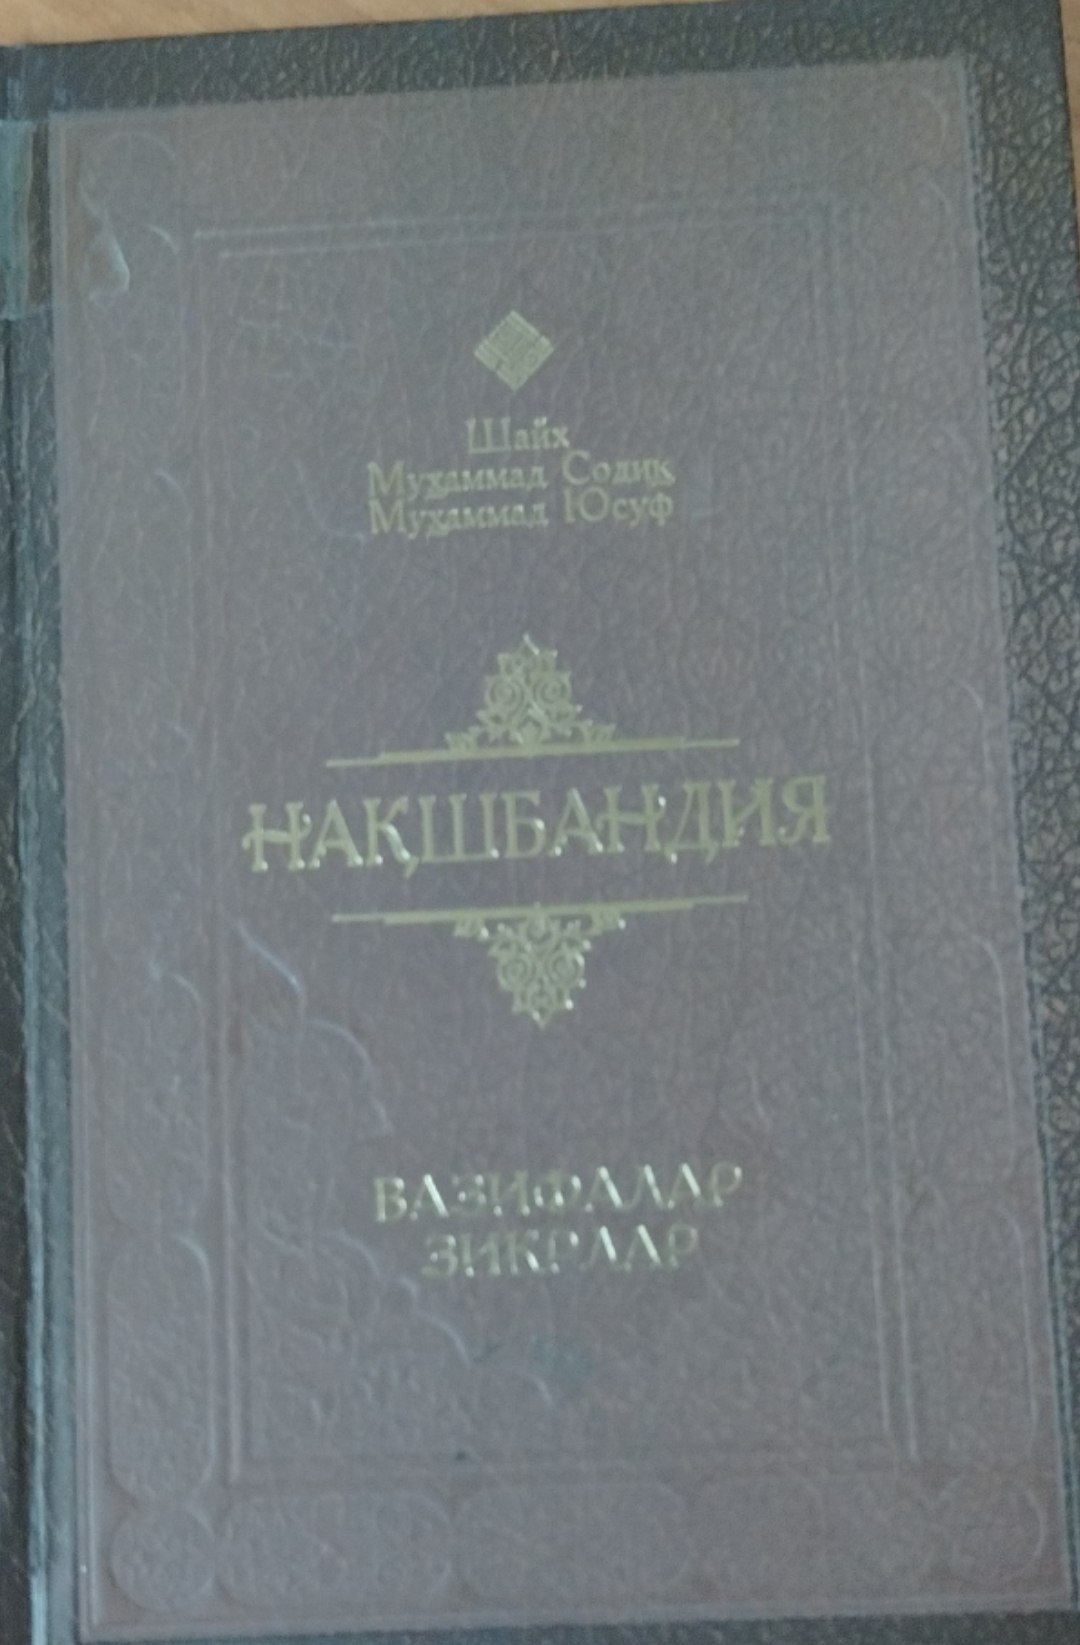 Шайх
Муҳаммад Содиқ
Муҳаммад Юсуф
НАҚШБАНДИЯ
ВАЗИФАЛАР
ЗИКРЛАР